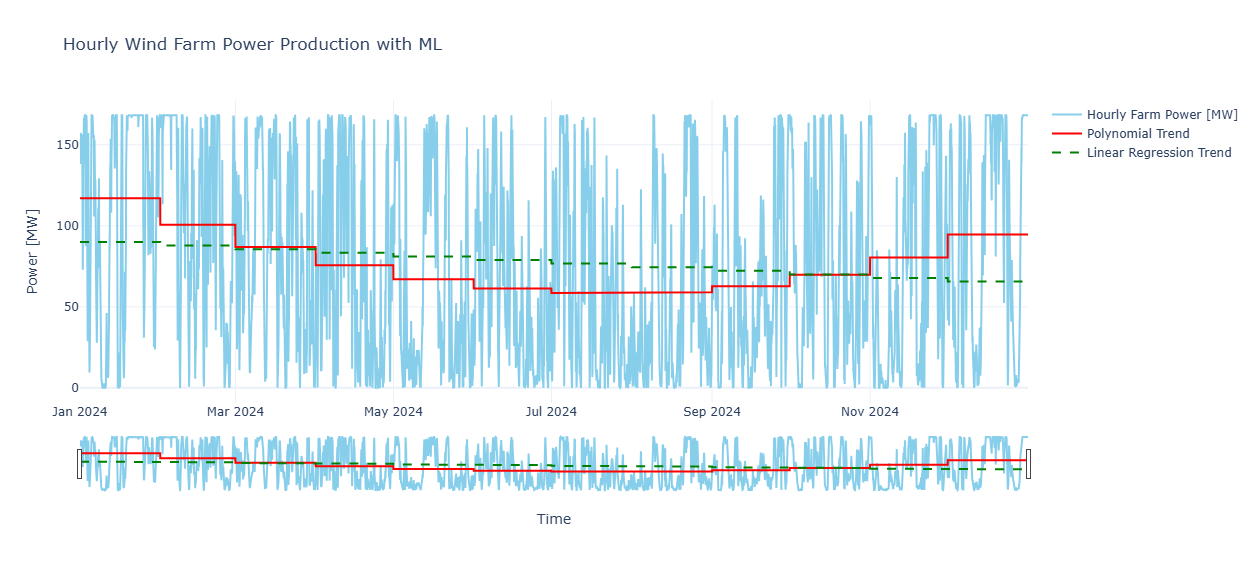 Hourly Wind Farm Power Production with ML
Hourly Farm Power [MW]
Polynomial Trend
Linear Regression Trend
Power [MW]
150
100
50
0
Jan 2024
Mar 2024
May 2024
Jul 2024
Sep 2024
Nov 2024
Time